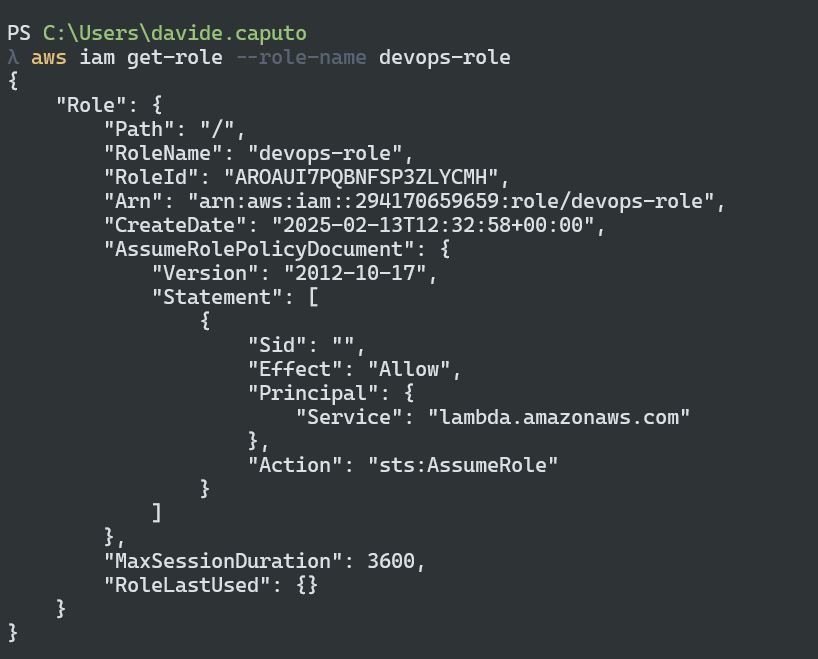 PS C:\Users\davide.caputo
λ aws iam get-role --role-name devops-role
{
    "Role": {
        "Path": "/",
        "RoleName": "devops-role",
        "RoleId": "AROAUI7PQBNFSP3ZLYCMH",
        "Arn": "arn:aws:iam::294170659659:role/devops-role",
        "CreateDate": "2025-02-13T12:32:58+00:00",
        "AssumeRolePolicyDocument": {
            "Version": "2012-10-17",
            "Statement": [
                {
                    "Sid": "",
                    "Effect": "Allow",
                    "Principal": {
                        "Service": "lambda.amazonaws.com"
                    },
                    "Action": "sts:AssumeRole"
                }
            ]
        },
        "MaxSessionDuration": 3600,
        "RoleLastUsed": {}
    }
}